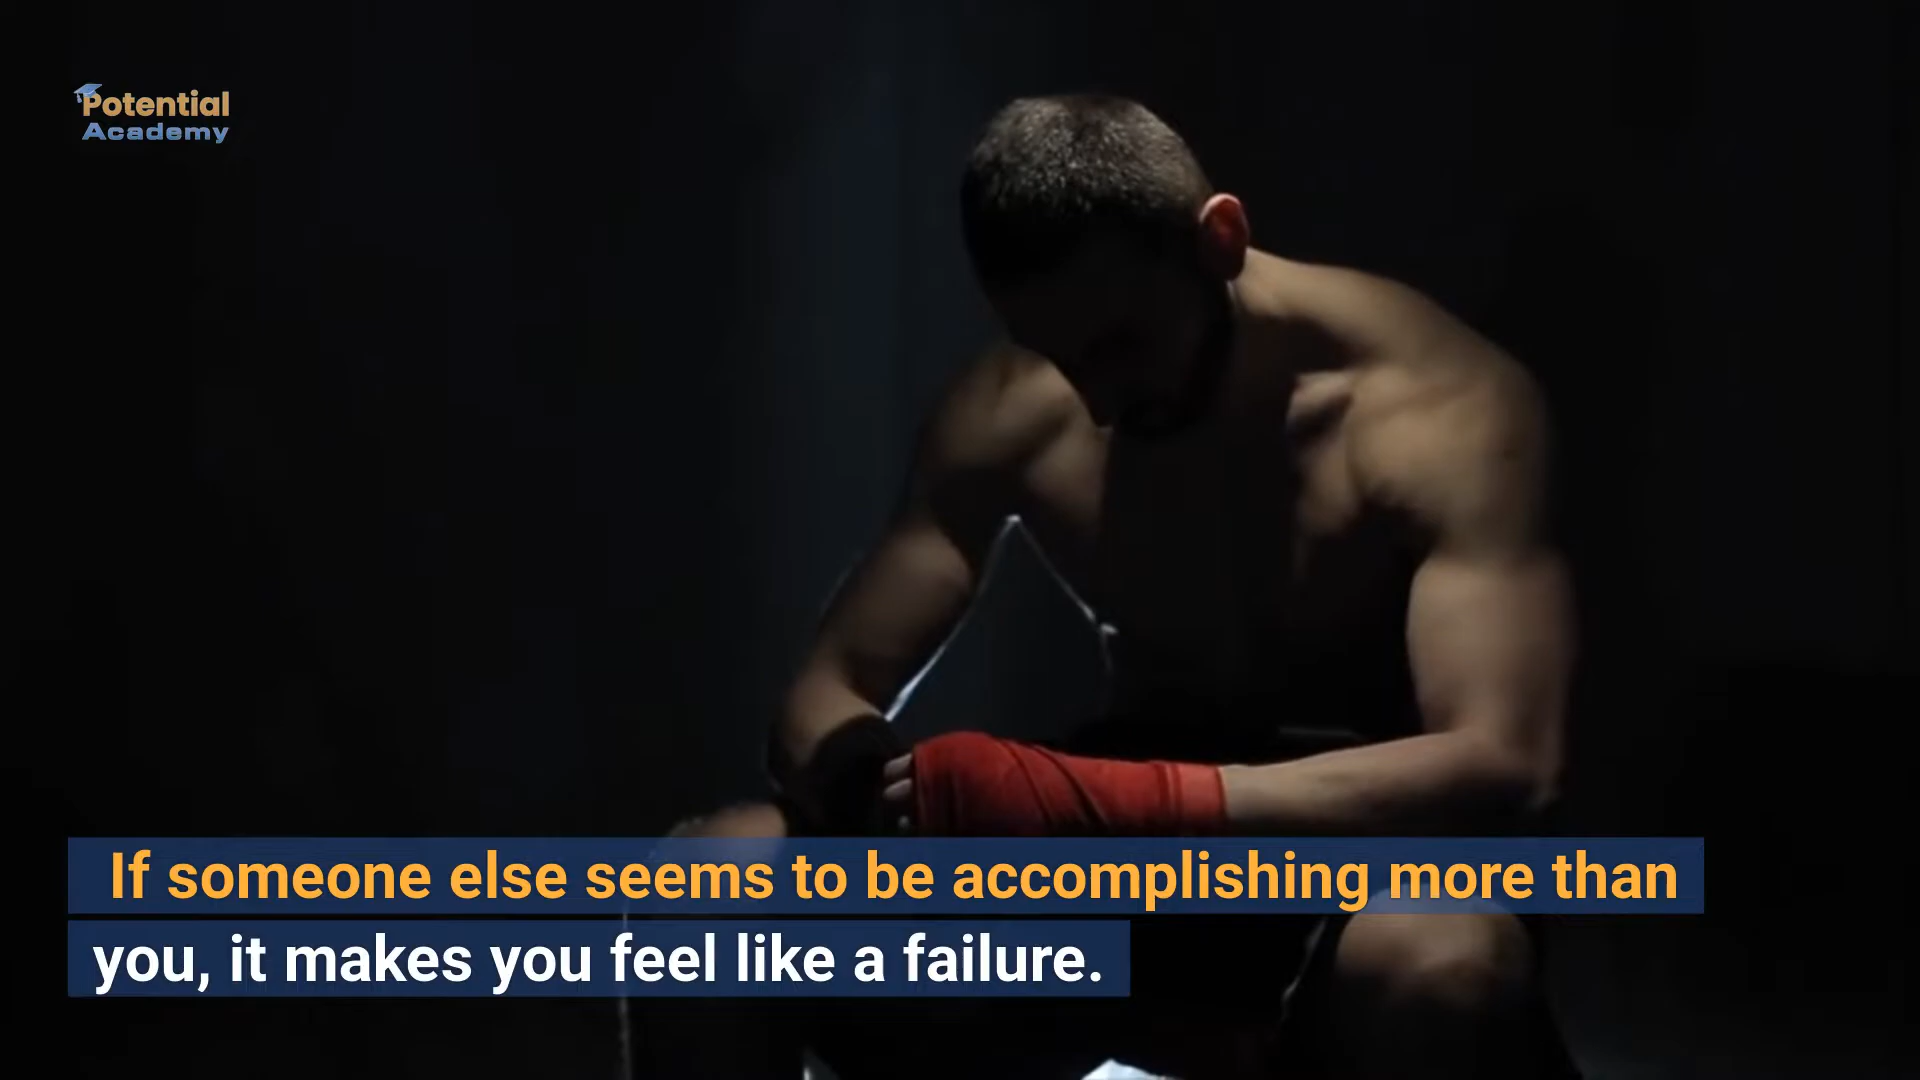 Potential
Academy
If someone else seems to be accomplishing more than
you, it makes you feel like a failure.